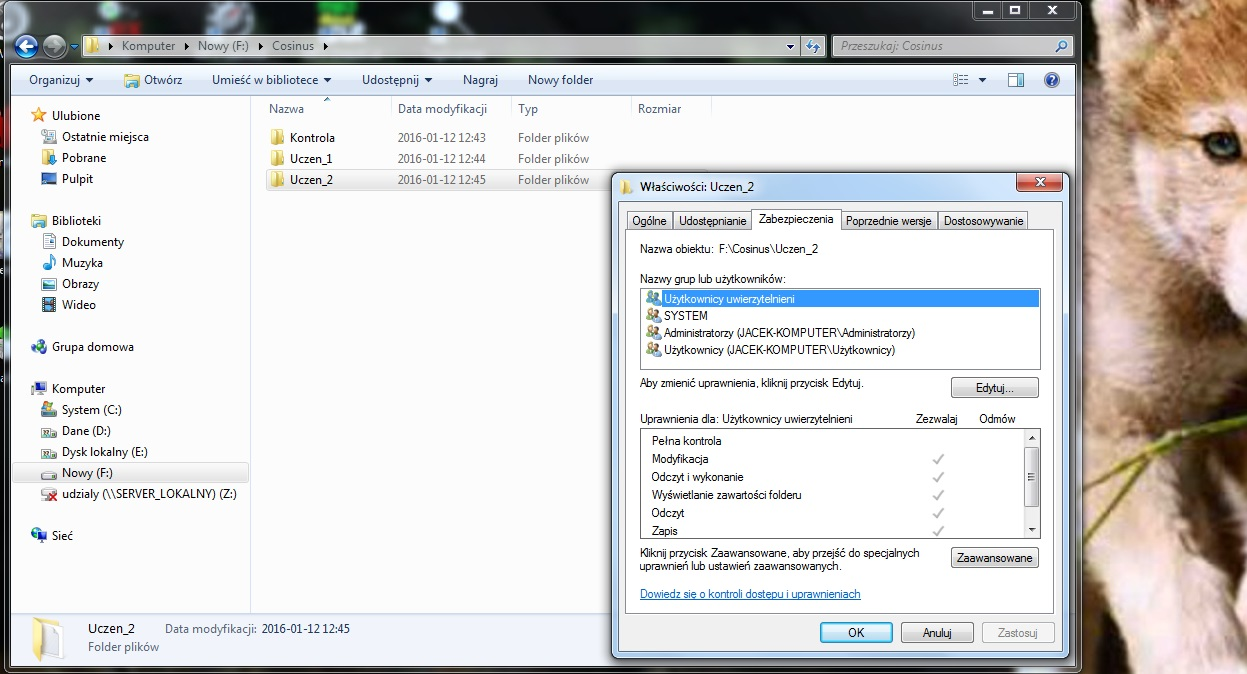 Komputer Nowy (F:) Cosinus
Przeszukaj: Cosinus
Organizuj Otwórz Umieść w bibliotece Udostępnij Nagraj Nowy folder
Nazwa Data modyfikacji Typ Rozmiar
Kontrola 2016-01-12 12:43 Folder plików
Uczen_1 2016-01-12 12:44 Folder plików
Uczen_2 2016-01-12 12:45 Folder plików
Ulubione
Ostatnie miejsca
Pobrane
Pulpit
Biblioteki
Dokumenty
Muzyka
Obrazy
Wideo
Grupa domowa
Komputer
System (C:)
Dane (D:)
Dysk lokalny (E:)
Nowy (F:)
udzialy (\\SERVER_LOKALNY) (Z:)
Sieć
Właściwości: Uczen_2
Ogólne Udostępnianie Zabezpieczenia Poprzednie wersje Dostosowywanie
Nazwa obiektu: F:\Cosinus\Uczen_2
Nazwy grup lub użytkowników:
Użytkownicy uwierzytelnieni
SYSTEM
Administratorzy (JACEK-KOMPUTER\Administratorzy)
Użytkownicy (JACEK-KOMPUTER\Użytkownicy)
Aby zmienić uprawnienia, kliknij przycisk Edytuj.
Edytuj...
Uprawnienia dla: Użytkownicy uwierzytelnieni Zezwalaj Odmów
Pełna kontrola
Modyfikacja
Odczyt i wykonanie
Wyświetlanie zawartości folderu
Odczyt
Zapis
Kliknij przycisk Zaawansowane, aby przejść do specjalnych
uprawnień lub ustawień zaawansowanych.
Zaawansowane
Dowiedz się o kontroli dostępu i uprawnieniach
OK Anuluj Zastosuj
Uczen_2 Data modyfikacji: 2016-01-12 12:45
Folder plików